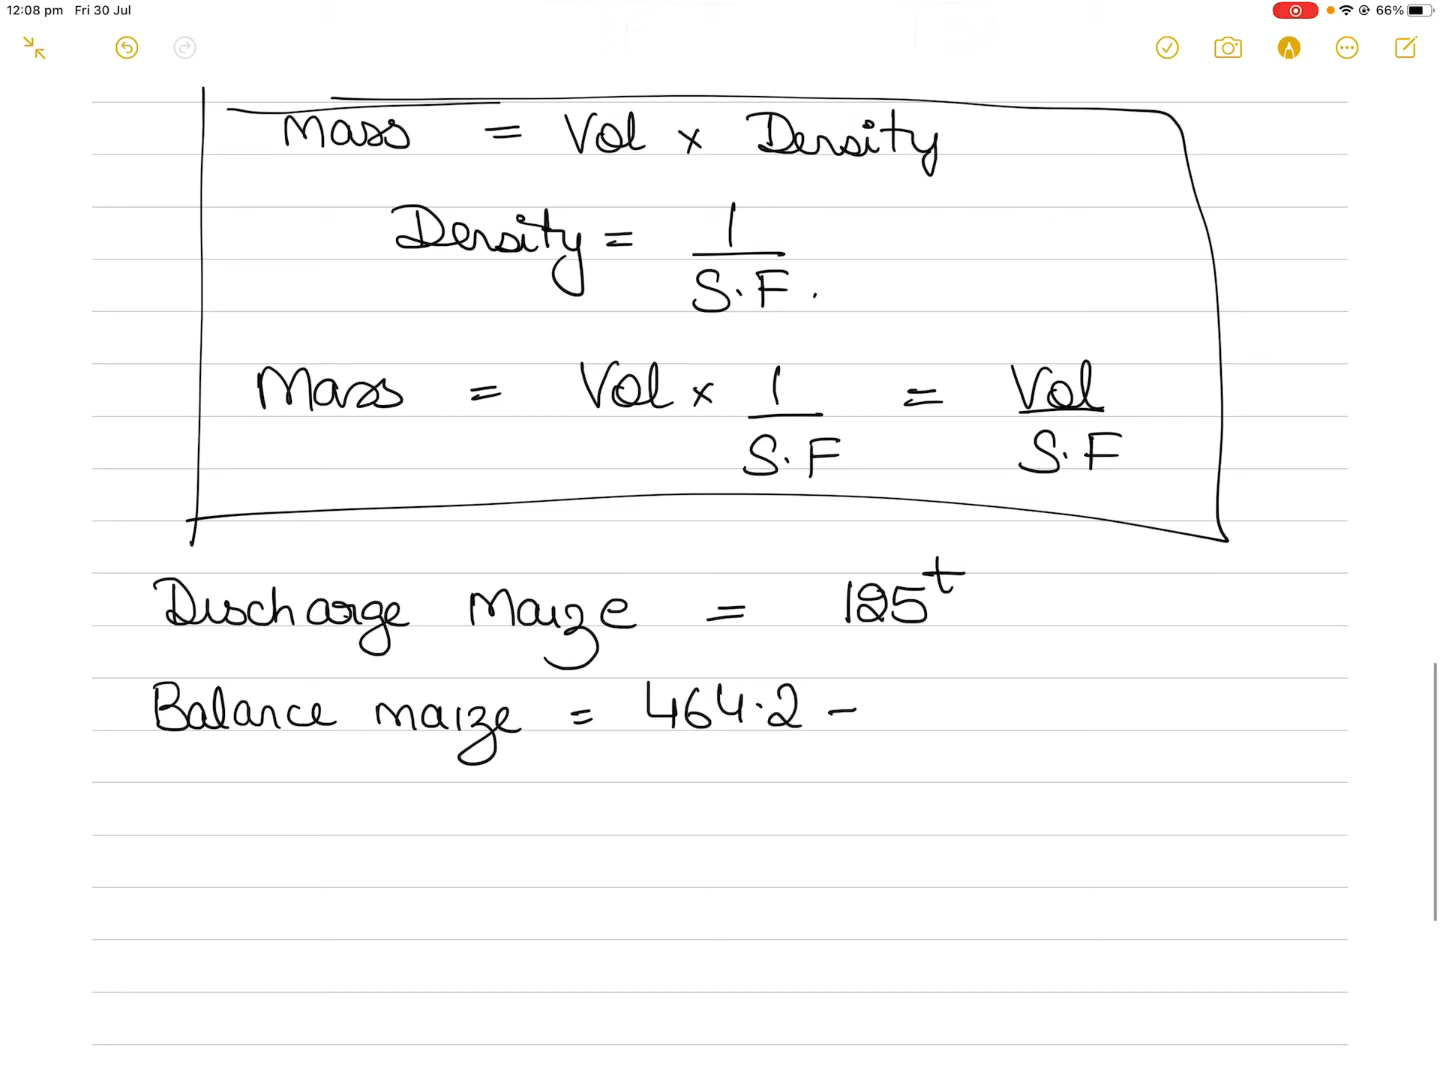 12:08 pm Fri 30 Jul 66%
Mass = Vol x Density
Density = 1 / S.F.
Mass = Vol x 1 / S.F = Vol / S.F
Discharge Maize = 125t
Balance maize = 464.2 -